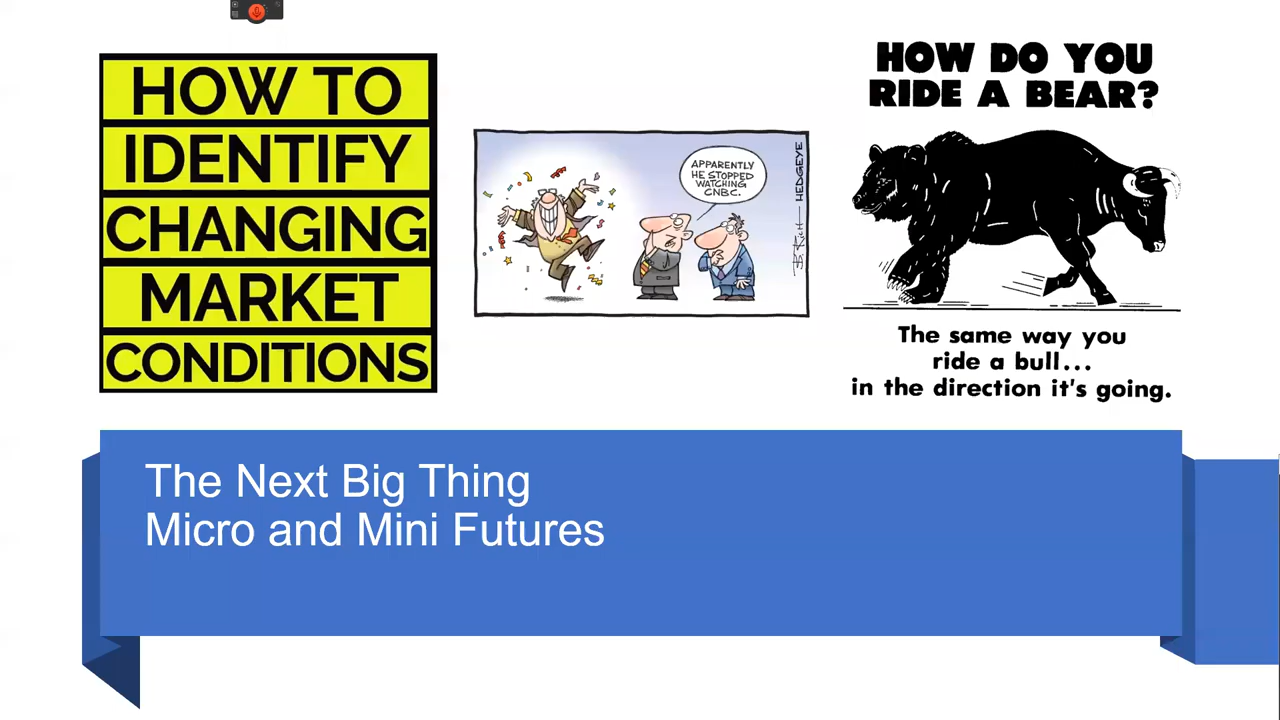 HOW TO
IDENTIFY
CHANGING
MARKET
CONDITIONS
APPARENTLY
HE STOPPED
WATCHING
CNBC.
HEDGEYE
HOW DO YOU
RIDE A BEAR?
The same way you
ride a bull...
in the direction it's going.
The Next Big Thing
Micro and Mini Futures